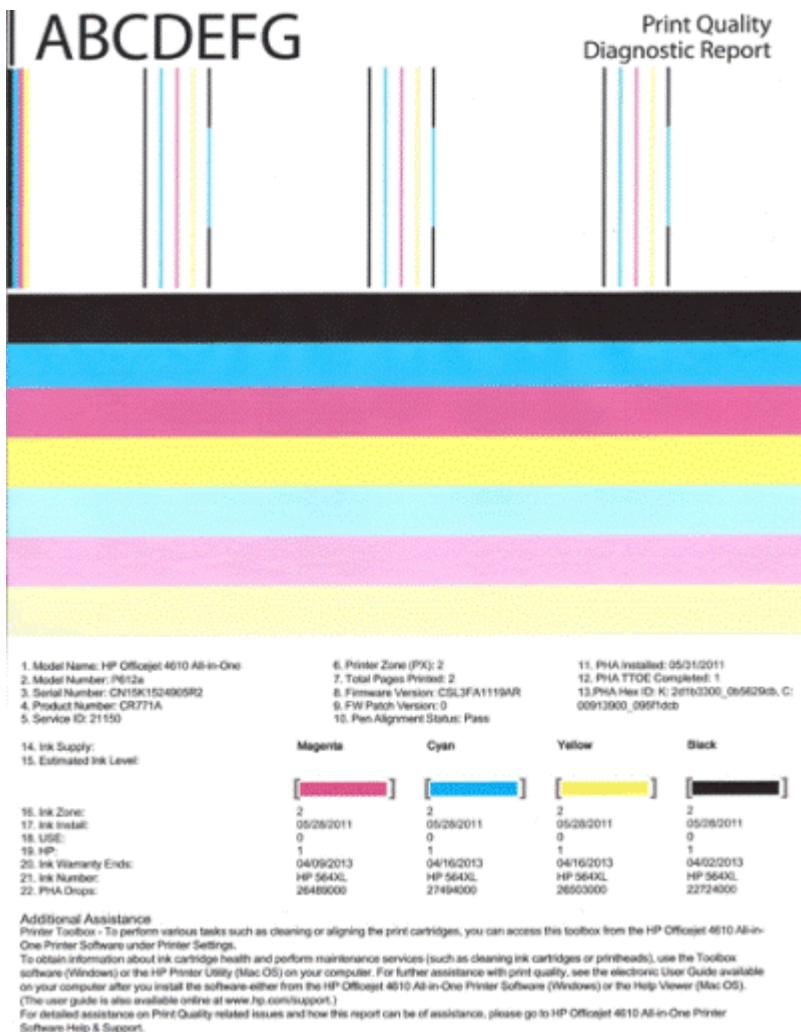 ABCDEFG
Print Quality
Diagnostic Report
1. Model Name: HP Officejet 4610 All-in-One
2. Model Number: P612a
3. Serial Number: CN15K1524905R2
4. Product Number: CR771A
5. Service ID: 21150
6. Printer Zone (PX): 2
7. Total Pages Printed: 2
8. Firmware Version: CSL3FA1119AR
9. FW Patch Version: 0
10. Pen Alignment Status: Pass
11. PHA Installed: 05/31/2011
12. PHA TTOE Completed: 1
13.PHA Hex ID: K: 2d1b3300_0b5629cb, C:
00913900_095f1dcb
14. Ink Supply: Magenta Cyan Yellow Black
15. Estimated Ink Level:
16. Ink Zone: 2 2 2 2
17. Ink Install: 05/28/2011 05/28/2011 05/28/2011 05/28/2011
18. USE: 0 0 0 0
19. HP: 1 1 1 1
20. Ink Warranty Ends: 04/09/2013 04/16/2013 04/16/2013 04/02/2013
21. Ink Number: HP 564XL HP 564XL HP 564XL HP 564XL
22. PHA Drops: 26489000 27494000 26503000 22724000
Additional Assistance
Printer Toolbox - To perform various tasks such as cleaning or aligning the print cartridges, you can access this toolbox from the HP Officejet 4610 All-in-
One Printer Software under Printer Settings.
To obtain information about ink cartridge health and perform maintenance services (such as cleaning ink cartridges or printheads), use the Toolbox
software (Windows) or the HP Printer Utility (Mac OS) on your computer. For further assistance with print quality, see the electronic User Guide available
on your computer after you install the software-either from the HP Officejet 4610 All-in-One Printer Software (Windows) or the Help Viewer (Mac OS).
(The user guide is also available online at www.hp.com/support.)
For detailed assistance on Print Quality related issues and how this report can be of assistance, please go to HP Officejet 4610 All-in-One Printer
Software Help & Support.